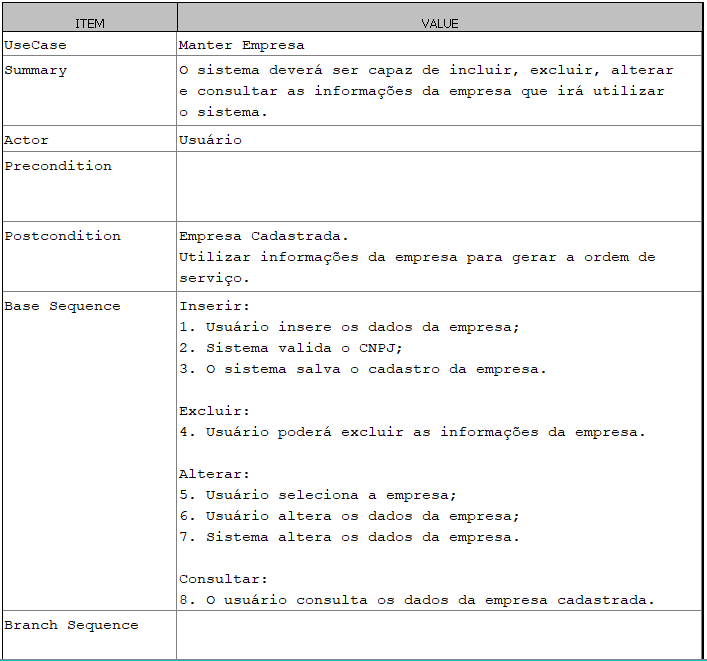 ITEM VALUE
UseCase Manter Empresa
Summary O sistema deverá ser capaz de incluir, excluir, alterar
e consultar as informações da empresa que irá utilizar
o sistema.
Actor Usuário
Precondition
Postcondition Empresa Cadastrada.
Utilizar informações da empresa para gerar a ordem de
serviço.
Base Sequence Inserir:
1. Usuário insere os dados da empresa;
2. Sistema valida o CNPJ;
3. O sistema salva o cadastro da empresa.
Excluir:
4. Usuário poderá excluir as informações da empresa.
Alterar:
5. Usuário seleciona a empresa;
6. Usuário altera os dados da empresa;
7. Sistema altera os dados da empresa.
Consultar:
8. O usuário consulta os dados da empresa cadastrada.
Branch Sequence